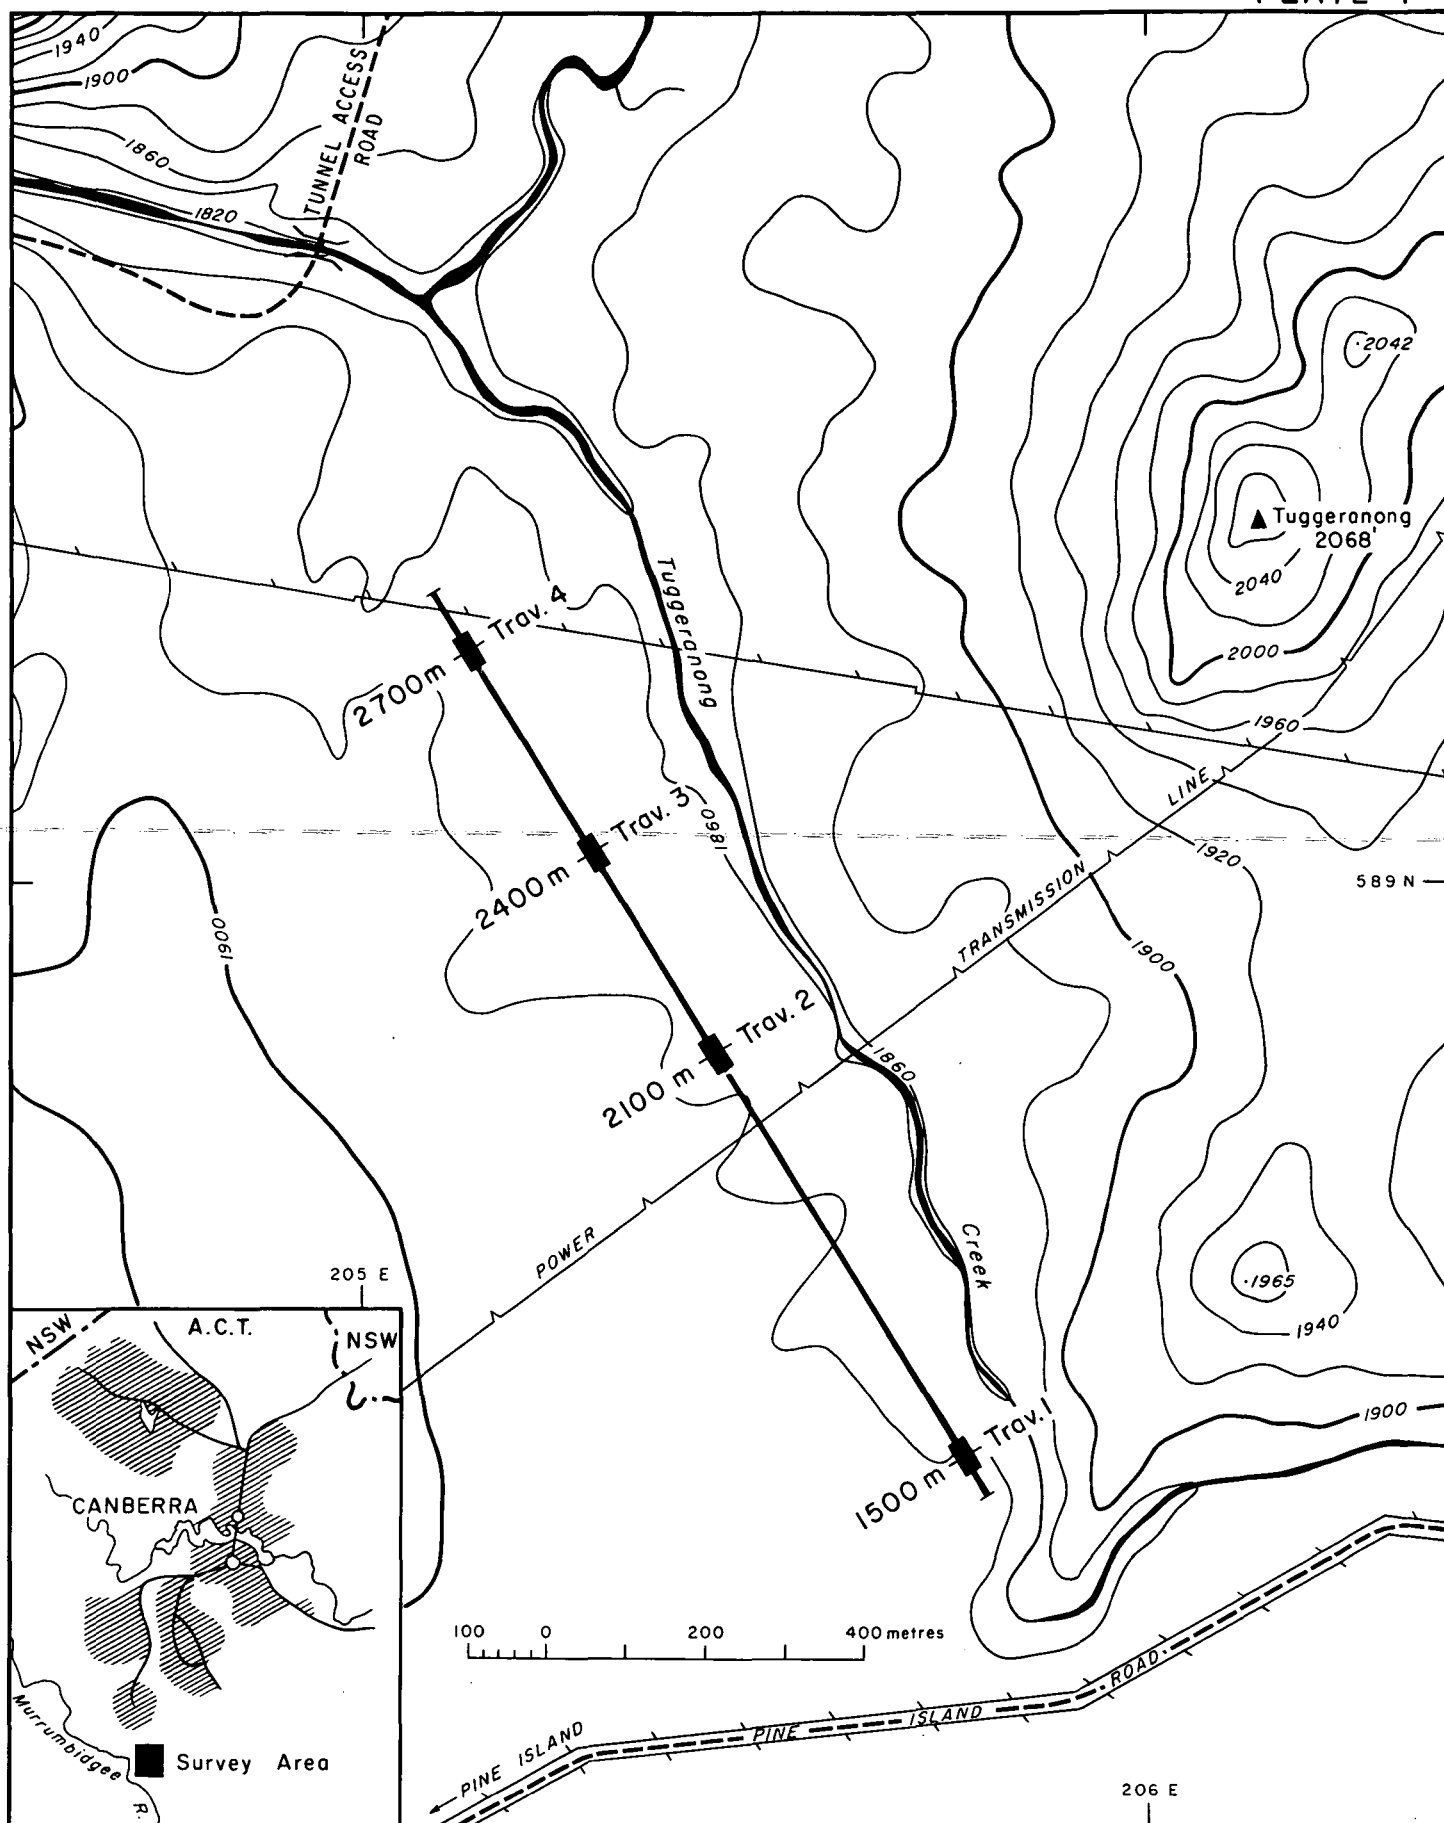 1940
1900
TUNNEL ACCESS
ROAD
1860
1820
2042
Tuggeranong
2068'
2040
2000
1960
Tuggeranong
Trav. 4
2700m
Trav. 3
2400m
1860
LINE
1920
589 N
TRANSMISSION
1900
1900
Trav. 2
2100 m
1860
POWER
Creek
205 E
1965
1940
1900
Trav. 1
1500 m
NSW
A.C.T.
NSW
CANBERRA
Murrumbidgee
R.
Survey Area
100 0 200 400 metres
PINE ISLAND
PINE ISLAND ROAD
206 E